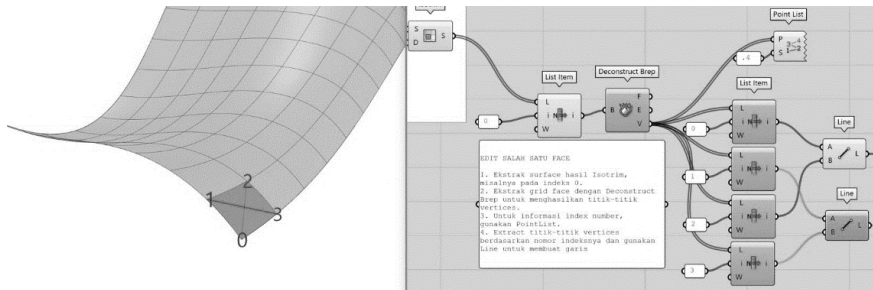 Point List
S
D
S
P
S
.4
Deconstruct Brep
List Item
List Item
L
i
W
i
0
B
F
E
V
L
i
W
i
0
Line
A
B
L
L
i
W
i
1
EDIT SALAH SATU FACE
1. Ekstrak surface hasil Isotrim,
misalnya pada indeks 0.
2. Ekstrak grid face dengan Deconstruct
Brep untuk menghasilkan titik-titik
vertices.
3. Untuk informasi index number,
gunakan PointList.
4. Extract titik-titik vertices
berdasarkan nomor indeksnya dan gunakan
Line untuk membuat garis
L
i
W
i
2
Line
A
B
L
L
i
W
i
3
2
1
3
0